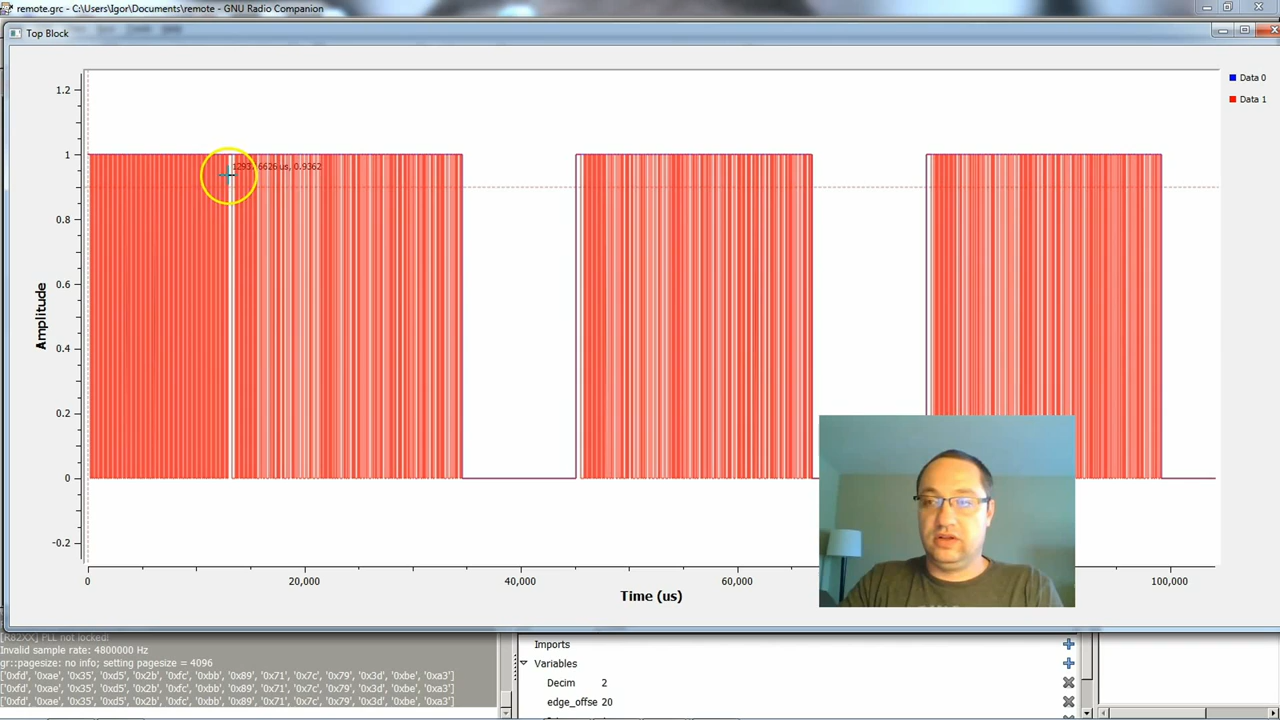 remote.grc - C:\Users\Igor\Documents\remote - GNU Radio Companion
Top Block
Data 0
Data 1
1.2
1
0.8
0.6
0.4
0.2
0
-0.2
Amplitude
us, 0.9362
0
20,000
40,000
60,000
100,000
Time (us)
[R82XX] PLL not locked!
Invalid sample rate: 4800000 Hz
gr::pagesize: no info; setting pagesize = 4096
['0xfd', '0xae', '0x35', '0xd5', '0x2b', '0xfc', '0xbb', '0x89', '0x71', '0x7c', '0x79', '0x3d', '0xbe', '0xa3']
['0xfd', '0xae', '0x35', '0xd5', '0x2b', '0xfc', '0xbb', '0x89', '0x71', '0x7c', '0x79', '0x3d', '0xbe', '0xa3']
['0xfd', '0xae', '0x35', '0xd5', '0x2b', '0xfc', '0xbb', '0x89', '0x71', '0x7c', '0x79', '0x3d', '0xbe', '0xa3']
Imports
Variables
Decim 2
edge_offse 20